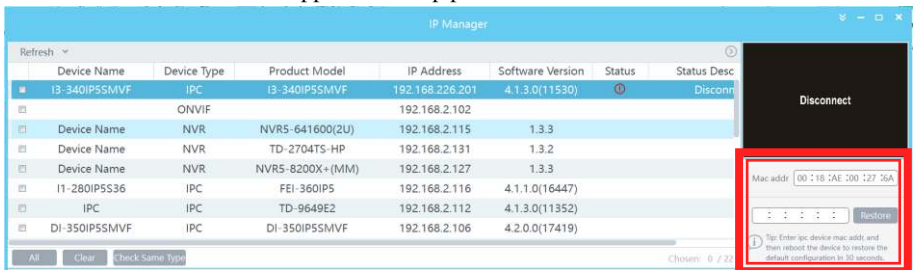 IP Manager
Refresh
Device Name Device Type Product Model IP Address Software Version Status Status Desc
I3-340IP5SMVF IPC I3-340IP5SMVF 192.168.226.201 4.1.3.0(11530) Disconn
ONVIF 192.168.2.102
Device Name NVR NVR5-641600(2U) 192.168.2.115 1.3.3
Device Name NVR TD-2704TS-HP 192.168.2.131 1.3.2
Device Name NVR NVR5-8200X+(MM) 192.168.2.127 1.3.3
I1-280IP5S36 IPC FEI-360IP5 192.168.2.116 4.1.1.0(16447)
IPC IPC TD-9649E2 192.168.2.112 4.1.3.0(11352)
DI-350IP5SMVF IPC DI-350IP5SMVF 192.168.2.106 4.2.0.0(17419)
All Clear Check Same Type Chosen: 0 / 22
Disconnect
Mac addr 00 : 18 : AE : 00 : 27 : 6A
: : : : : Restore
Tip: Enter ipc device mac addr, and
then reboot the device to restore the
default configuration in 30 seconds.